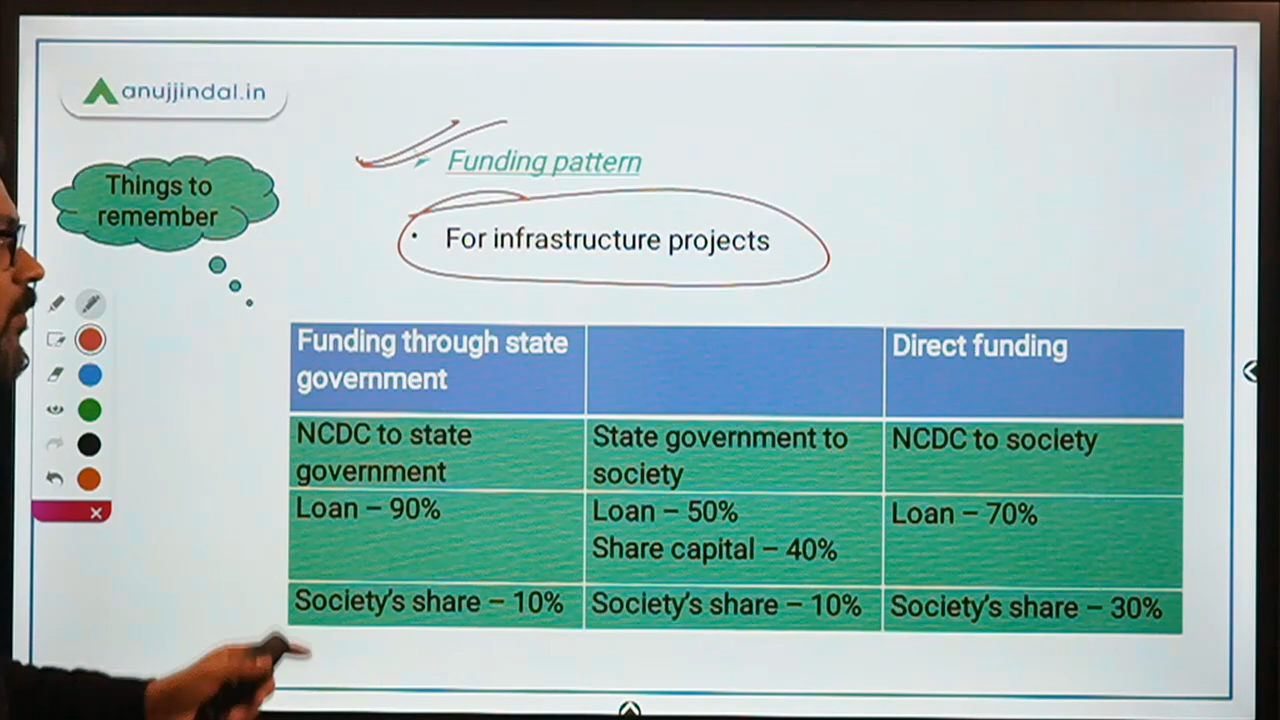 anujjindal.in
Things to
remember
Funding pattern
For infrastructure projects
Funding through state
government
Direct funding
NCDC to state
government
State government to
society
NCDC to society
Loan – 90%
Loan – 50%
Share capital – 40%
Loan – 70%
Society's share – 10%
Society's share – 10%
Society's share – 30%